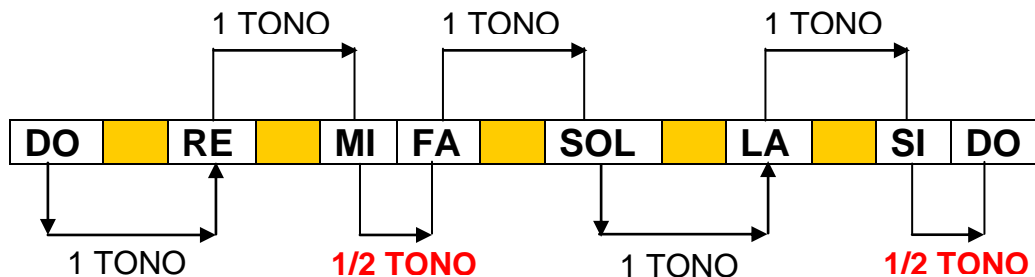 1 TONO 1 TONO 1 TONO
DO RE MI FA SOL LA SI DO
1 TONO 1/2 TONO 1 TONO 1/2 TONO